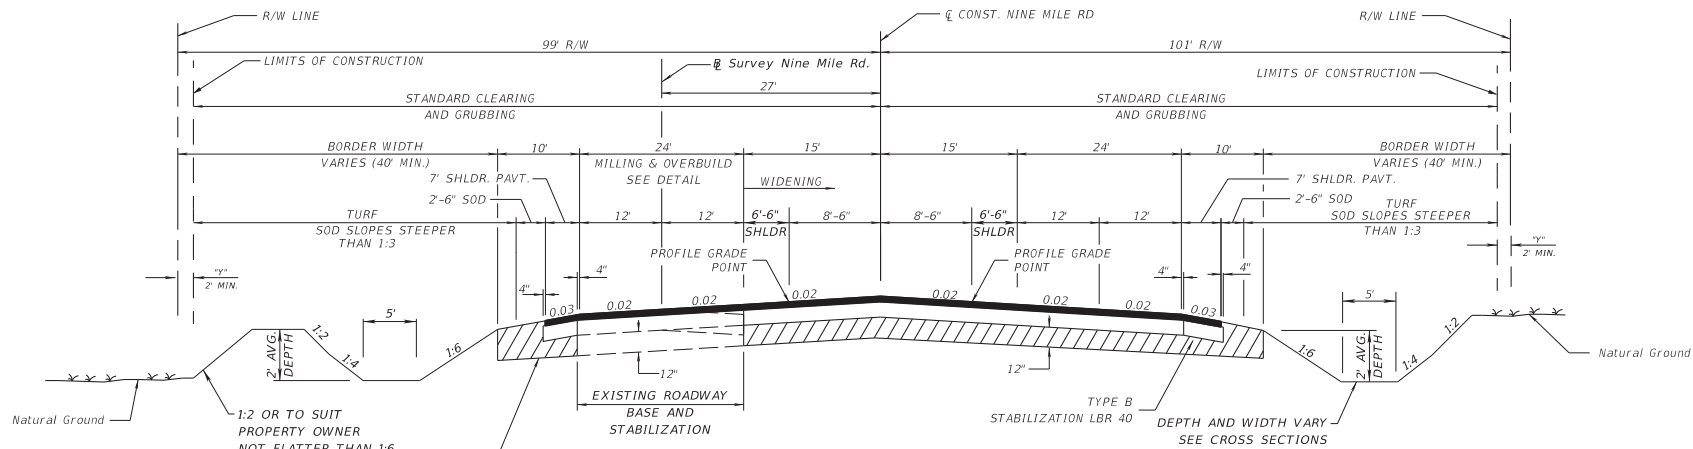 R/W LINE
℄ CONST. NINE MILE RD
R/W LINE
99' R/W
101' R/W
LIMITS OF CONSTRUCTION
Survey Nine Mile Rd.
LIMITS OF CONSTRUCTION
27'
STANDARD CLEARING
AND GRUBBING
STANDARD CLEARING
AND GRUBBING
BORDER WIDTH
VARIES (40' MIN.)
10'
24'
MILLING & OVERBUILD
SEE DETAIL
15'
15'
24'
10'
BORDER WIDTH
VARIES (40' MIN.)
7' SHLDR. PAVT.
WIDENING
7' SHLDR. PAVT.
2'-6" SOD
2'-6" SOD
TURF
SOD SLOPES STEEPER
THAN 1:3
12'
12'
6'-6"
SHLDR
8'-6"
8'-6"
6'-6"
SHLDR
12'
12'
TURF
SOD SLOPES STEEPER
THAN 1:3
"Y"
2' MIN.
"Y"
2' MIN.
PROFILE GRADE
POINT
PROFILE GRADE
POINT
4"
4"
4"
4"
0.03
0.02
0.02
0.02
0.02
0.02
0.02
0.03
5'
5'
1:2
1:4
1:6
2' AVG.
DEPTH
1:6
2' AVG.
DEPTH
1:4
1:2
Natural Ground
12"
12"
EXISTING ROADWAY
BASE AND
STABILIZATION
TYPE B
STABILIZATION LBR 40
Natural Ground
1:2 OR TO SUIT
PROPERTY OWNER
NOT FLATTER THAN 1:6
DEPTH AND WIDTH VARY
SEE CROSS SECTIONS